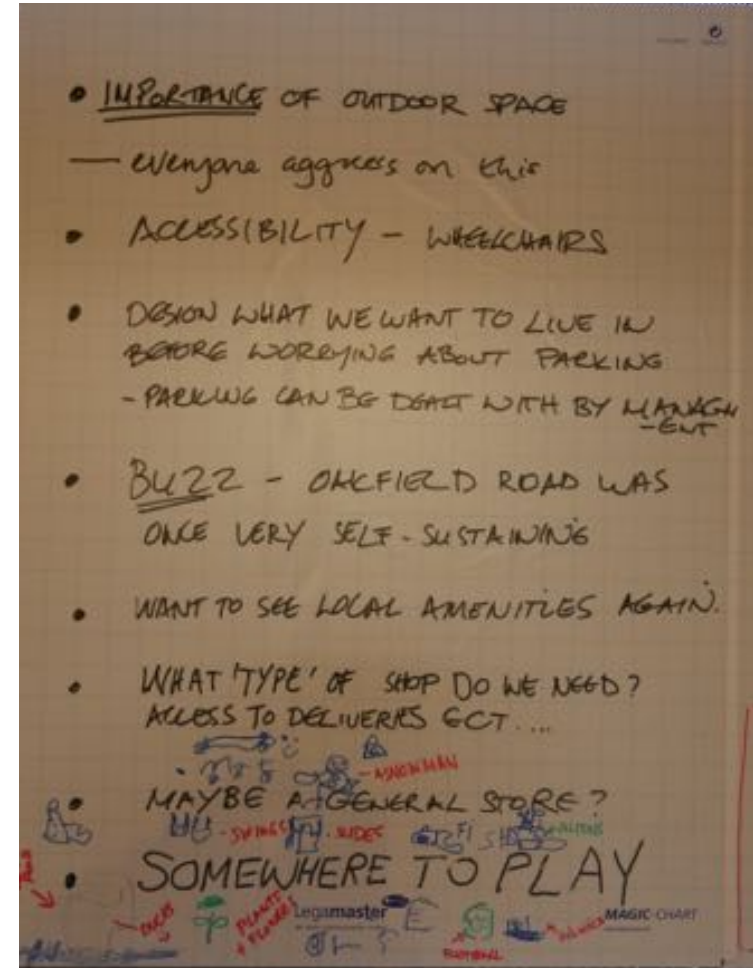 • IMPORTANCE OF OUTDOOR SPACE
— everyone aggrees on this
• ACCESSIBILITY - WHEELCHAIRS
• DESIGN WHAT WE WANT TO LIVE IN
BEFORE WORRYING ABOUT PARKING
- PARKING CAN BE DEALT WITH BY MANAGM
-ENT
• BUZZ - OAKFIELD ROAD WAS
ONCE VERY SELF-SUSTAINING
• WANT TO SEE LOCAL AMENITIES AGAIN.
• WHAT 'TYPE' OF SHOP DO WE NEED?
ACCESS TO DELIVERIES ECT....
- A SNOWMAN
• MAYBE A GENERAL STORE?
- SWINGS - SLIDES ALIENS
• SOMEWHERE TO PLAY
DUCKS PLANTS + FLOWERS Legamaster MAGIC-CHART
FOOTBALL